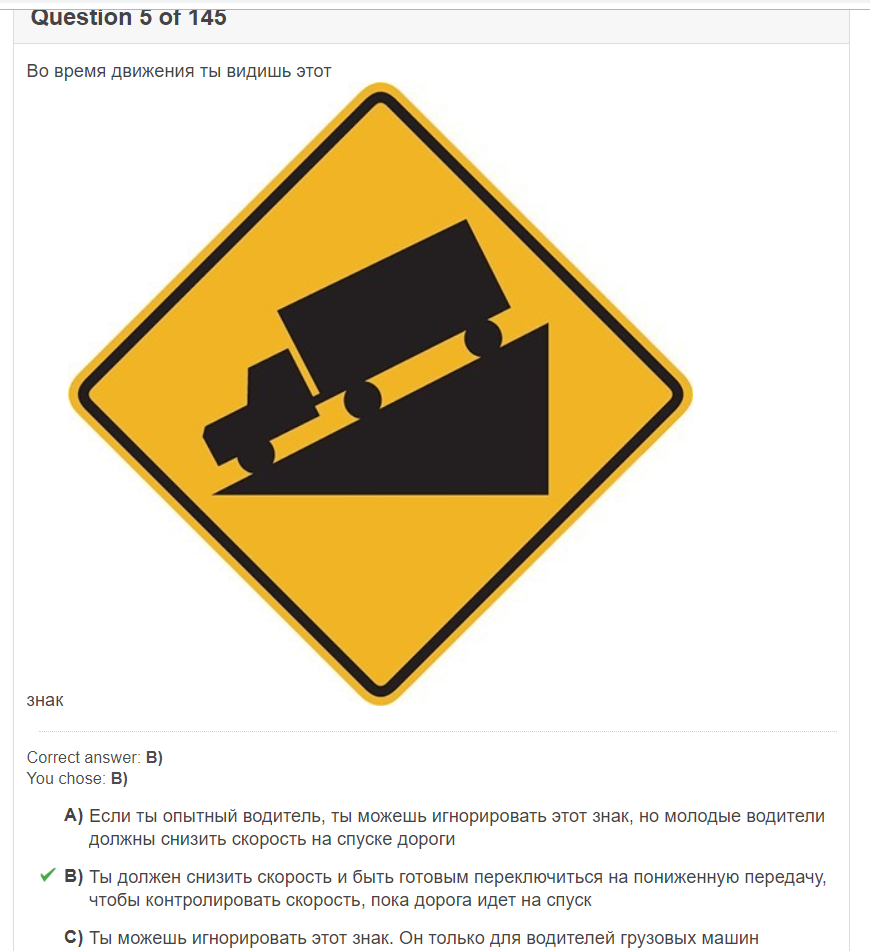 Question 5 of 145
Во время движения ты видишь этот
знак
Correct answer: B)
You chose: B)
A) Если ты опытный водитель, ты можешь игнорировать этот знак, но молодые водители
должны снизить скорость на спуске дороги
B) Ты должен снизить скорость и быть готовым переключиться на пониженную передачу,
чтобы контролировать скорость, пока дорога идет на спуск
C) Ты можешь игнорировать этот знак. Он только для водителей грузовых машин